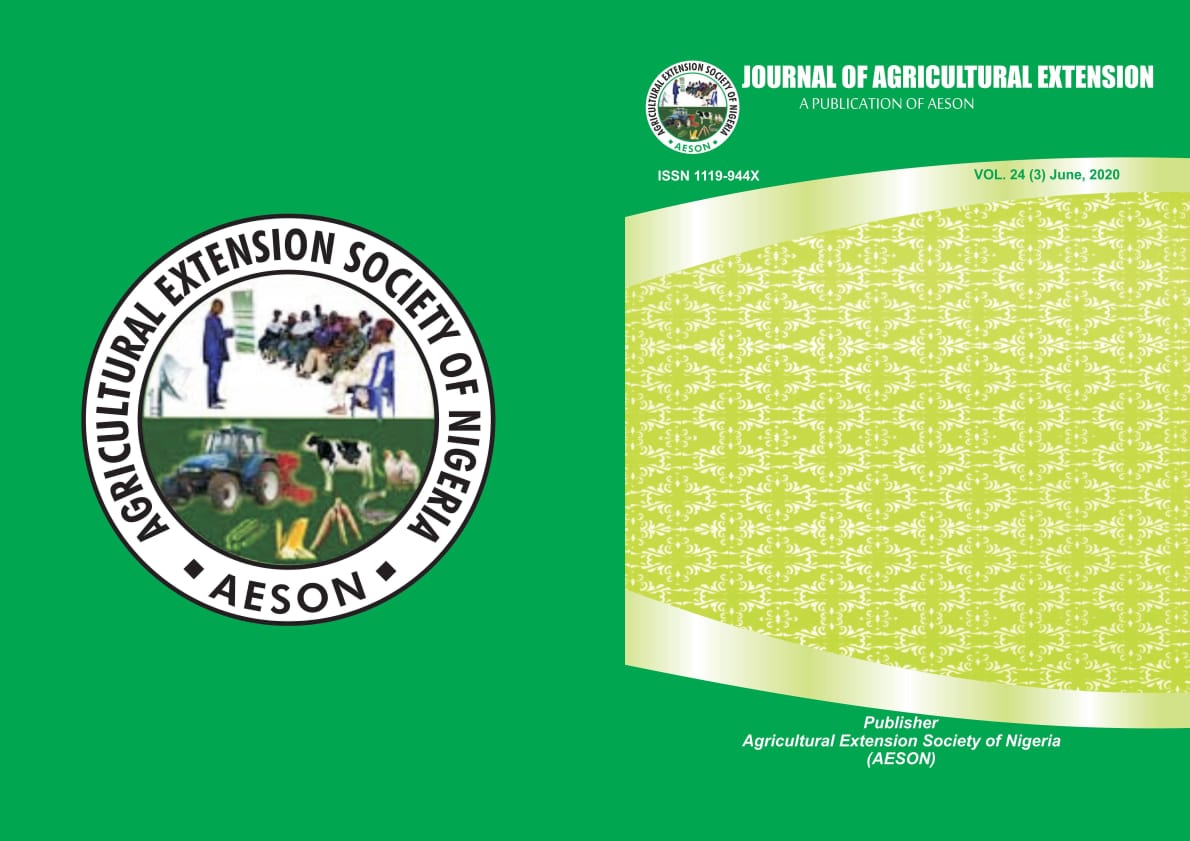 AGRICULTURAL EXTENSION SOCIETY OF NIGERIA
AESON
AGRICULTURAL EXTENSION SOCIETY OF NIGERIA
AESON
JOURNAL OF AGRICULTURAL EXTENSION
A PUBLICATION OF AESON
ISSN 1119-944X
VOL. 24 (3) June, 2020
Publisher
Agricultural Extension Society of Nigeria
(AESON)